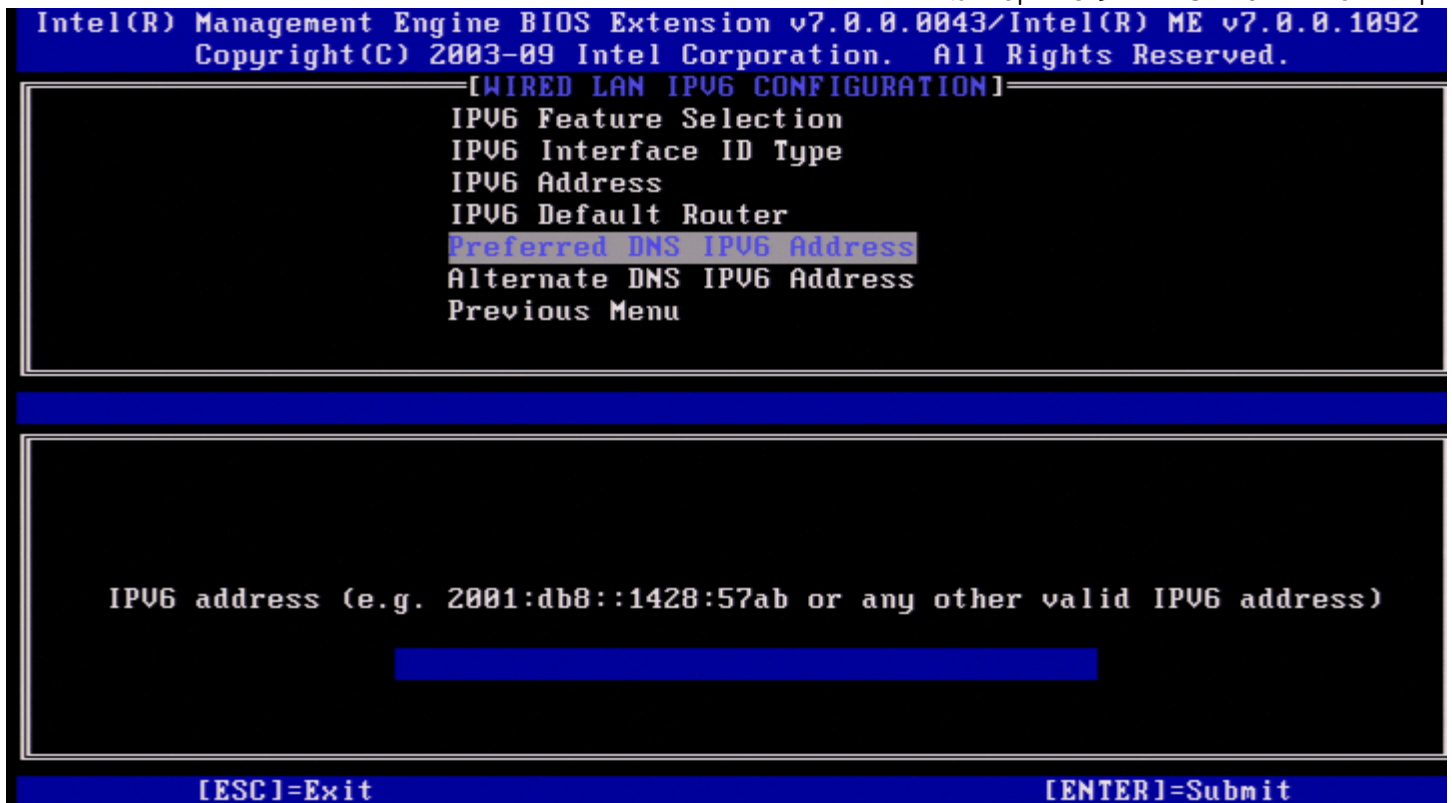 Intel(R) Management Engine BIOS Extension v7.0.0.0043/Intel(R) ME v7.0.0.1092
Copyright(C) 2003-09 Intel Corporation. All Rights Reserved.
[WIRED LAN IPV6 CONFIGURATION]
IPV6 Feature Selection
IPV6 Interface ID Type
IPV6 Address
IPV6 Default Router
Preferred DNS IPV6 Address
Alternate DNS IPV6 Address
Previous Menu
IPV6 address (e.g. 2001:db8::1428:57ab or any other valid IPV6 address)
[ESC]=Exit [ENTER]=Submit